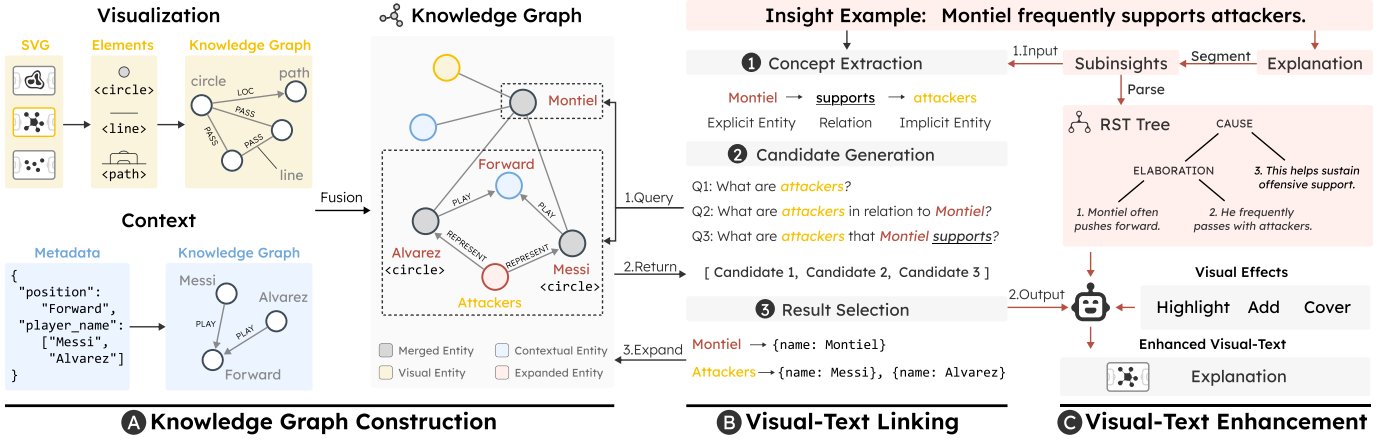 Visualization
SVG
Elements
Knowledge Graph
<circle>
<line>
<path>
circle
path
LOC
PASS
PASS
PASS
line
Context
Metadata
Knowledge Graph
{
"position":
"Forward",
"player_name":
["Messi",
"Alvarez"]
}
Messi
Alvarez
PLAY
PLAY
Forward
Fusion
Knowledge Graph
Montiel
Forward
PLAY
PLAY
REPRESENT
REPRESENT
Alvarez
<circle>
Messi
<circle>
Attackers
Merged Entity
Contextual Entity
Visual Entity
Expanded Entity
A Knowledge Graph Construction
1.Query
2.Return
3.Expand
Insight Example: Montiel frequently supports attackers.
1 Concept Extraction
Montiel supports attackers
Explicit Entity Relation Implicit Entity
2 Candidate Generation
Q1: What are attackers?
Q2: What are attackers in relation to Montiel?
Q3: What are attackers that Montiel supports?
[ Candidate 1, Candidate 2, Candidate 3 ]
3 Result Selection
Montiel {name: Montiel}
Attackers {name: Messi}, {name: Alvarez}
B Visual-Text Linking
1.Input
Subinsights
Segment
Explanation
Parse
RST Tree
CAUSE
ELABORATION
3. This helps sustain
offensive support.
1. Montiel often
pushes forward.
2. He frequently
passes with attackers.
2.Output
Visual Effects
Highlight Add Cover
Enhanced Visual-Text
Explanation
C Visual-Text Enhancement